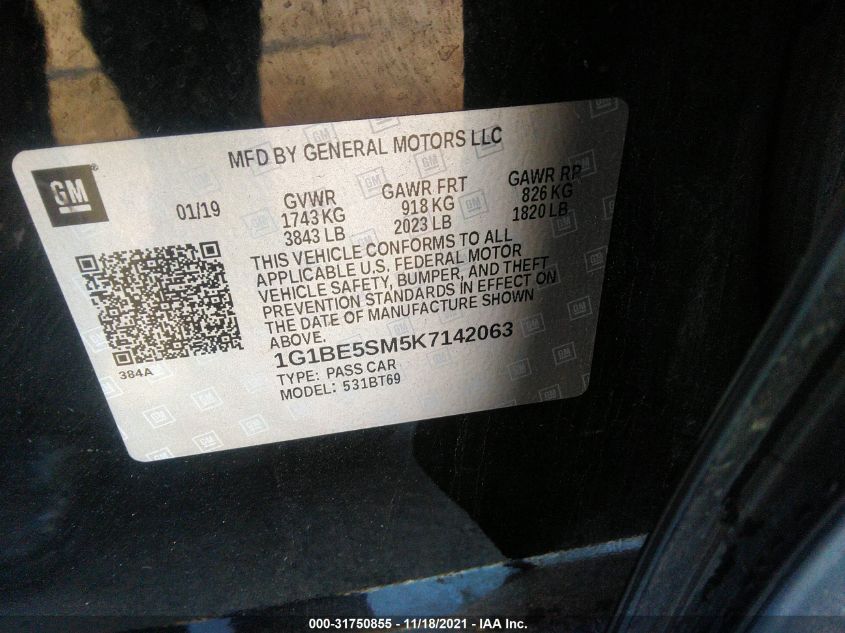 MFD BY GENERAL MOTORS LLC
GM
01/19
GVWR
1743 KG
3843 LB
GAWR FRT
918 KG
2023 LB
GAWR RP
826 KG
1820 LB
THIS VEHICLE CONFORMS TO ALL
APPLICABLE U.S. FEDERAL MOTOR
VEHICLE SAFETY, BUMPER, AND THEFT
PREVENTION STANDARDS IN EFFECT ON
THE DATE OF MANUFACTURE SHOWN
ABOVE.
1G1BE5SM5K7142063
384A
TYPE: PASS CAR
MODEL: 531BT69
000-31750855 - 11/18/2021 - IAA Inc.